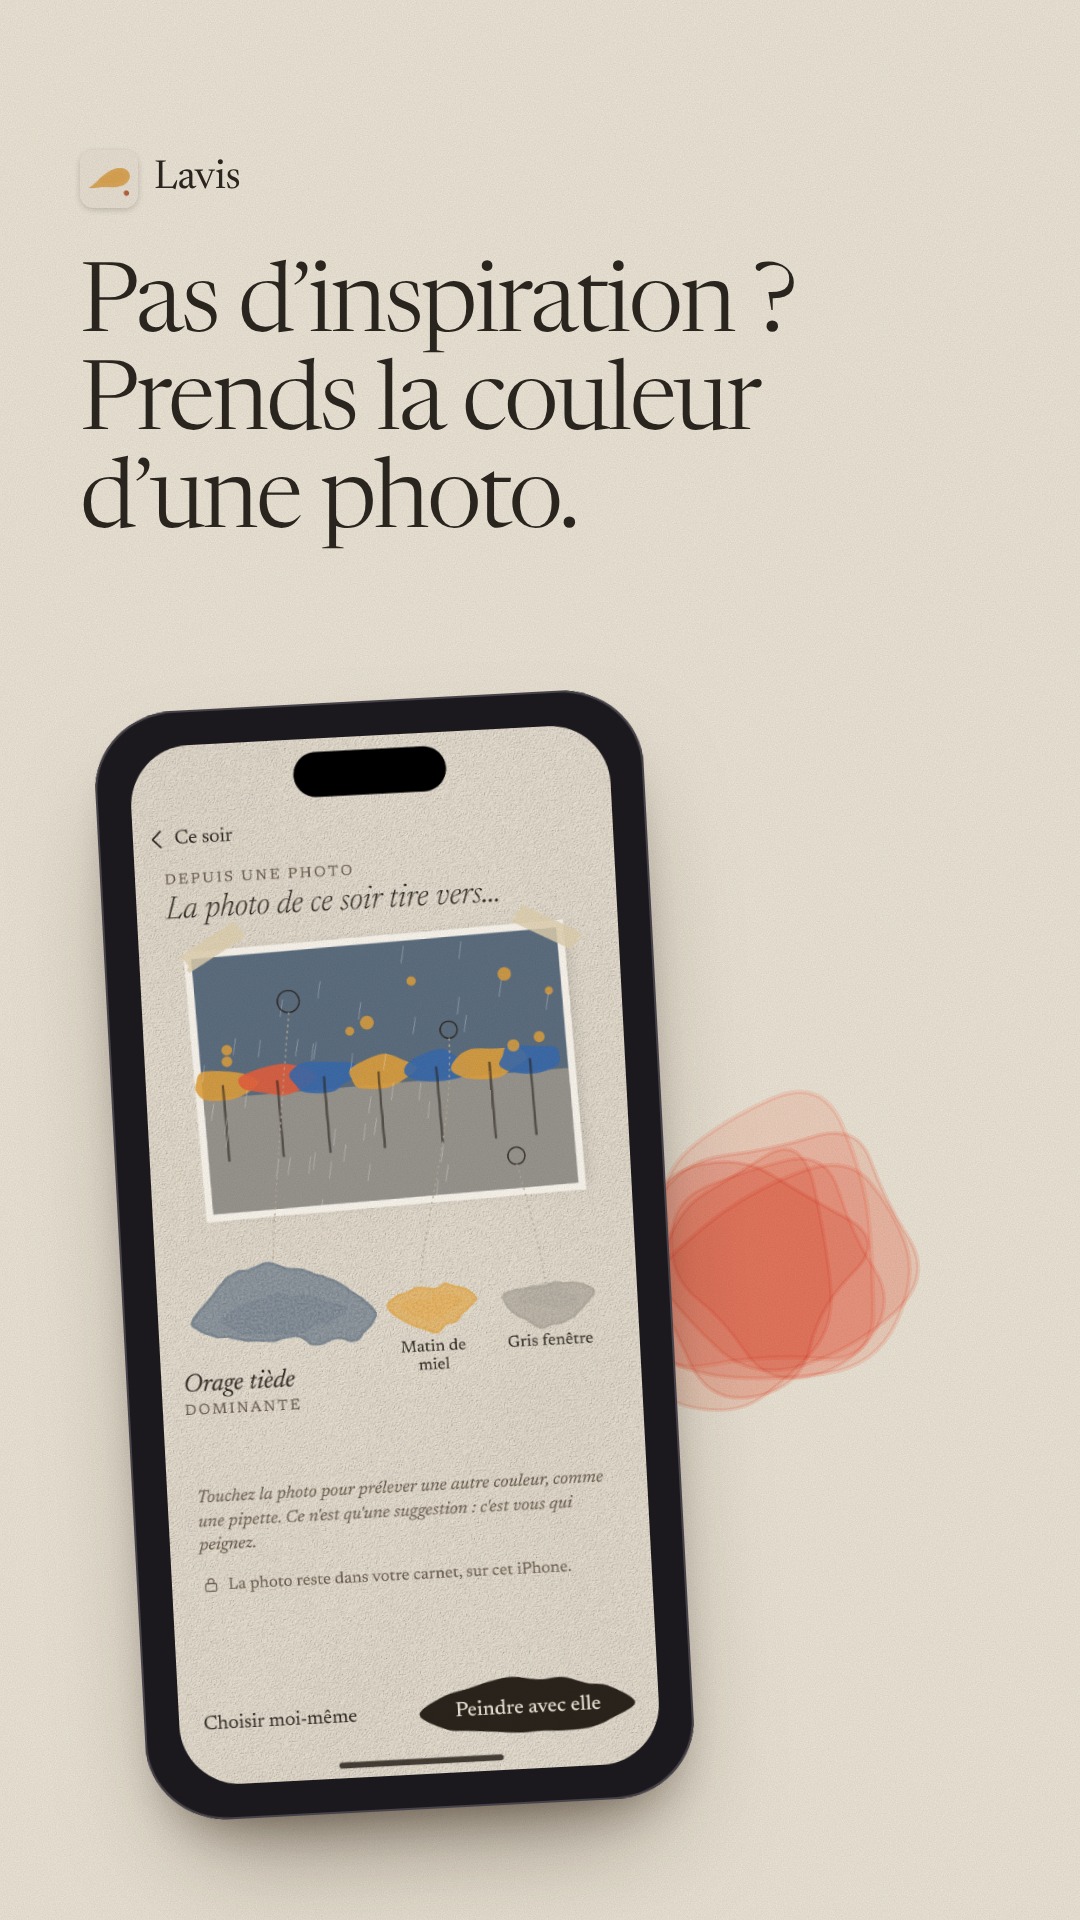 Lavis
Pas d’inspiration ?
Prends la couleur
d’une photo.
Ce soir
DEPUIS UNE PHOTO
La photo de ce soir tire vers...
Matin de
miel
Gris fenêtre
Orage tiède
DOMINANTE
Touchez la photo pour prélever une autre couleur, comme
une pipette. Ce n'est qu'une suggestion : c'est vous qui
peignez.
La photo reste dans votre carnet, sur cet iPhone.
Choisir moi-même
Peindre avec elle